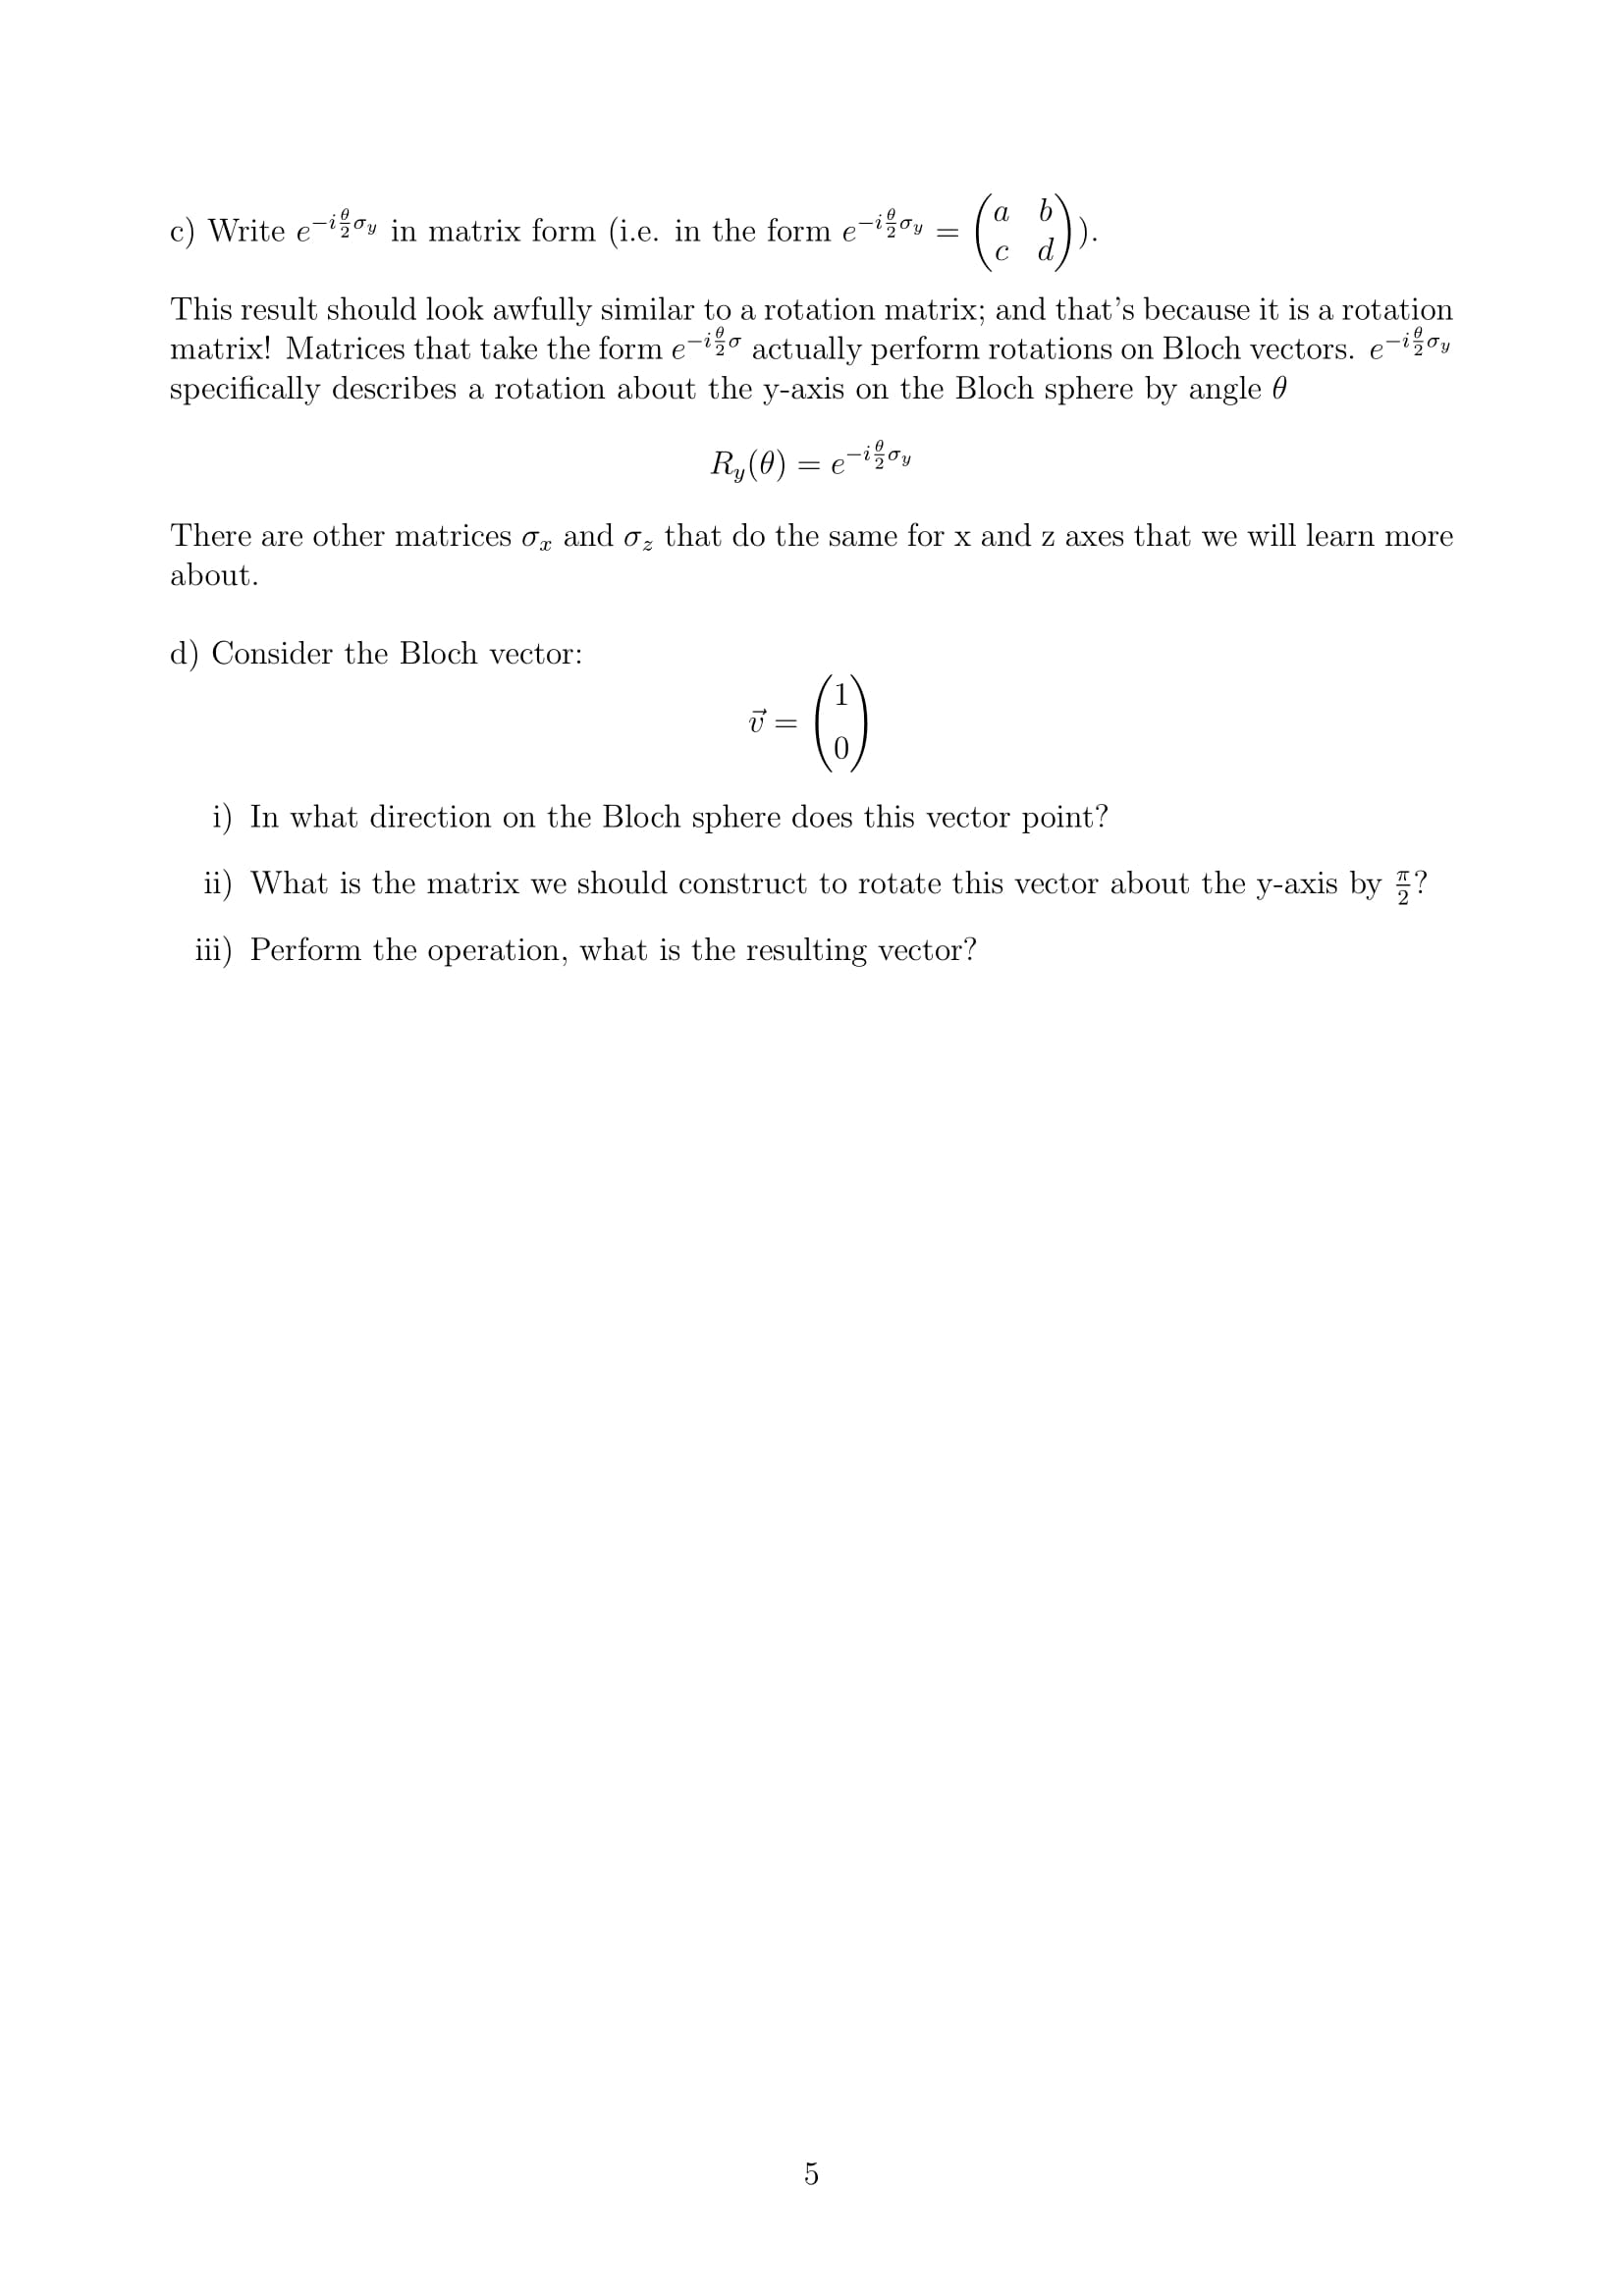 c) Write $e^{-i\frac{\theta}{2}\sigma_y}$ in matrix form (i.e. in the form $e^{-i\frac{\theta}{2}\sigma_y} = \begin{pmatrix} a & b \\ c & d \end{pmatrix}$).
This result should look awfully similar to a rotation matrix; and that's because it is a rotation
matrix! Matrices that take the form $e^{-i\frac{\theta}{2}\sigma}$ actually perform rotations on Bloch vectors. $e^{-i\frac{\theta}{2}\sigma_y}$
specifically describes a rotation about the y-axis on the Bloch sphere by angle $\theta$
$R_y(\theta) = e^{-i\frac{\theta}{2}\sigma_y}$
There are other matrices $\sigma_x$ and $\sigma_z$ that do the same for x and z axes that we will learn more
about.
d) Consider the Bloch vector:
$\vec{v} = \begin{pmatrix} 1 \\ 0 \end{pmatrix}$
i) In what direction on the Bloch sphere does this vector point?
ii) What is the matrix we should construct to rotate this vector about the y-axis by $\frac{\pi}{2}$?
iii) Perform the operation, what is the resulting vector?
5